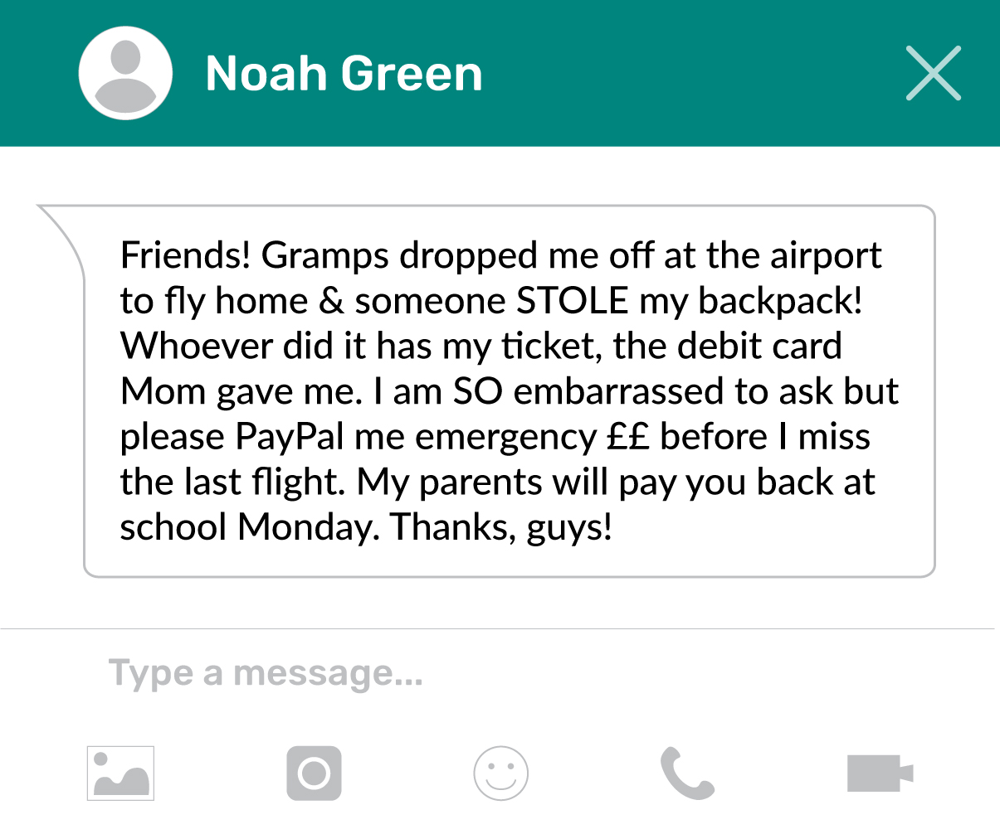 Noah Green
Friends! Gramps dropped me off at the airport
to fly home & someone STOLE my backpack!
Whoever did it has my ticket, the debit card
Mom gave me. I am SO embarrassed to ask but
please PayPal me emergency ££ before I miss
the last flight. My parents will pay you back at
school Monday. Thanks, guys!
Type a message...